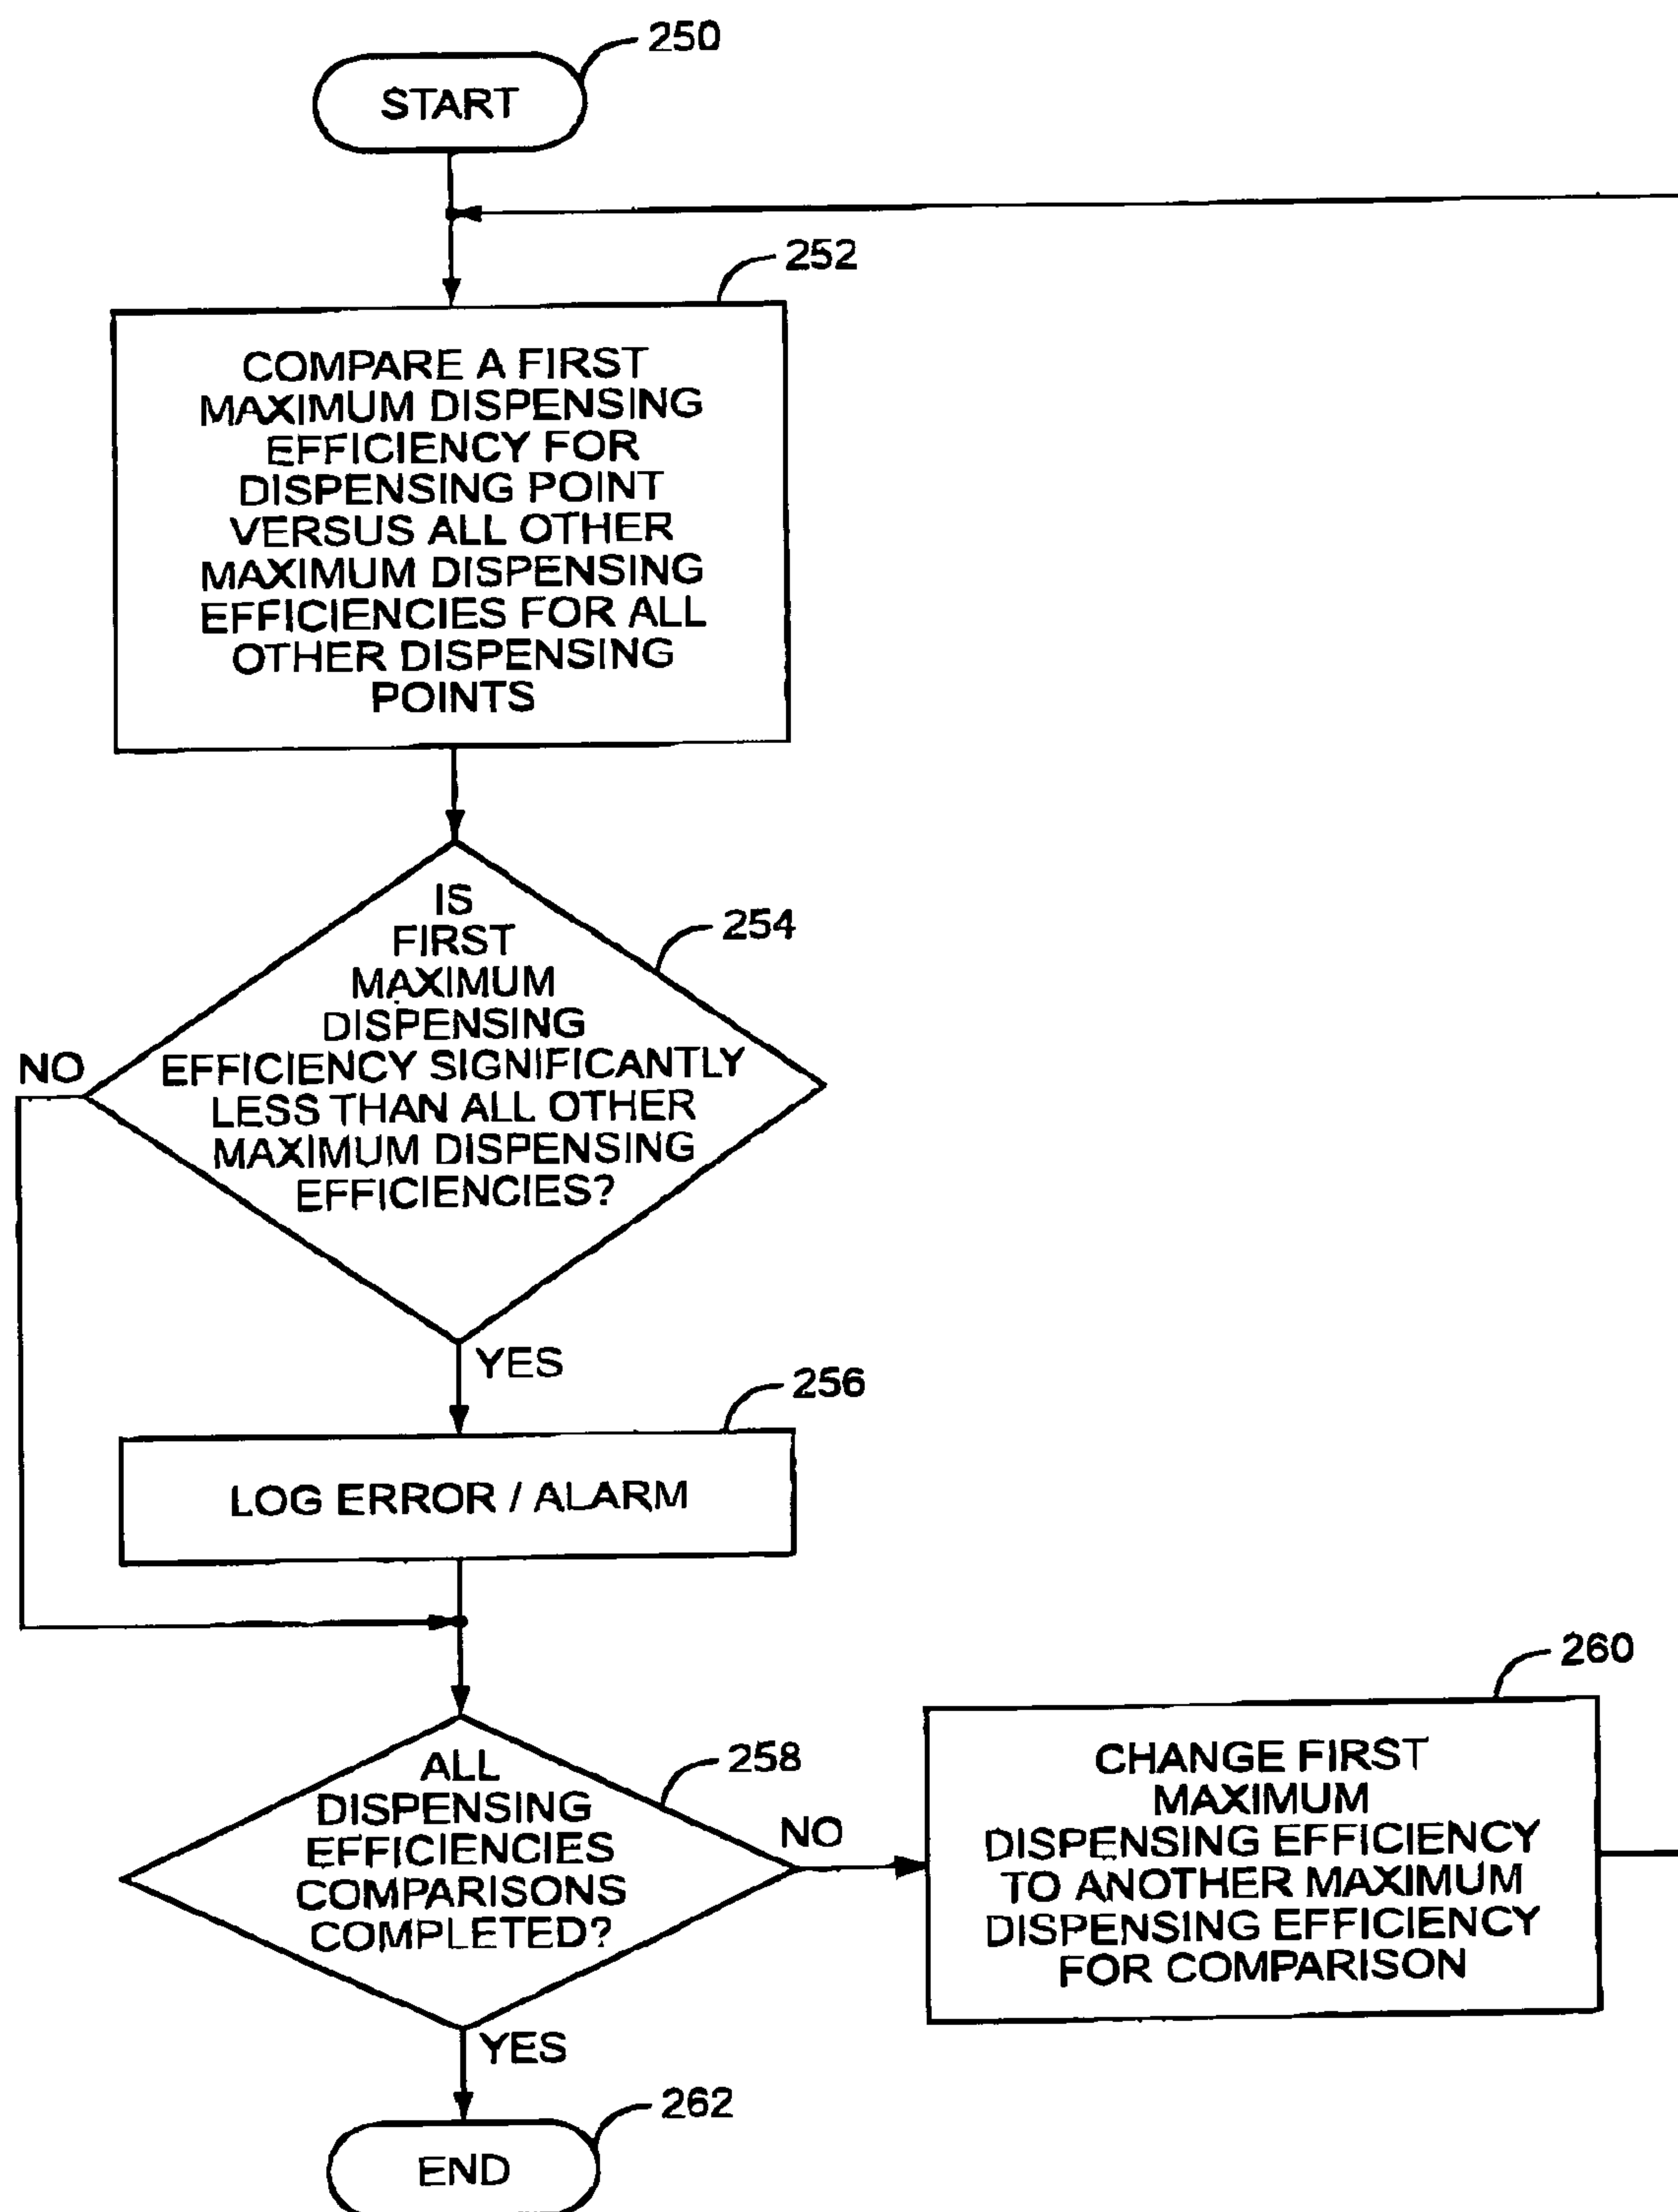 250
START
252
COMPARE A FIRST
MAXIMUM DISPENSING
EFFICIENCY FOR
DISPENSING POINT
VERSUS ALL OTHER
MAXIMUM DISPENSING
EFFICIENCIES FOR ALL
OTHER DISPENSING
POINTS
254
IS
FIRST
MAXIMUM
DISPENSING
EFFICIENCY SIGNIFICANTLY
LESS THAN ALL OTHER
MAXIMUM DISPENSING
EFFICIENCIES?
NO
YES
256
LOG ERROR / ALARM
258
ALL
DISPENSING
EFFICIENCIES
COMPARISONS
COMPLETED?
NO
260
CHANGE FIRST
MAXIMUM
DISPENSING EFFICIENCY
TO ANOTHER MAXIMUM
DISPENSING EFFICIENCY
FOR COMPARISON
YES
262
END